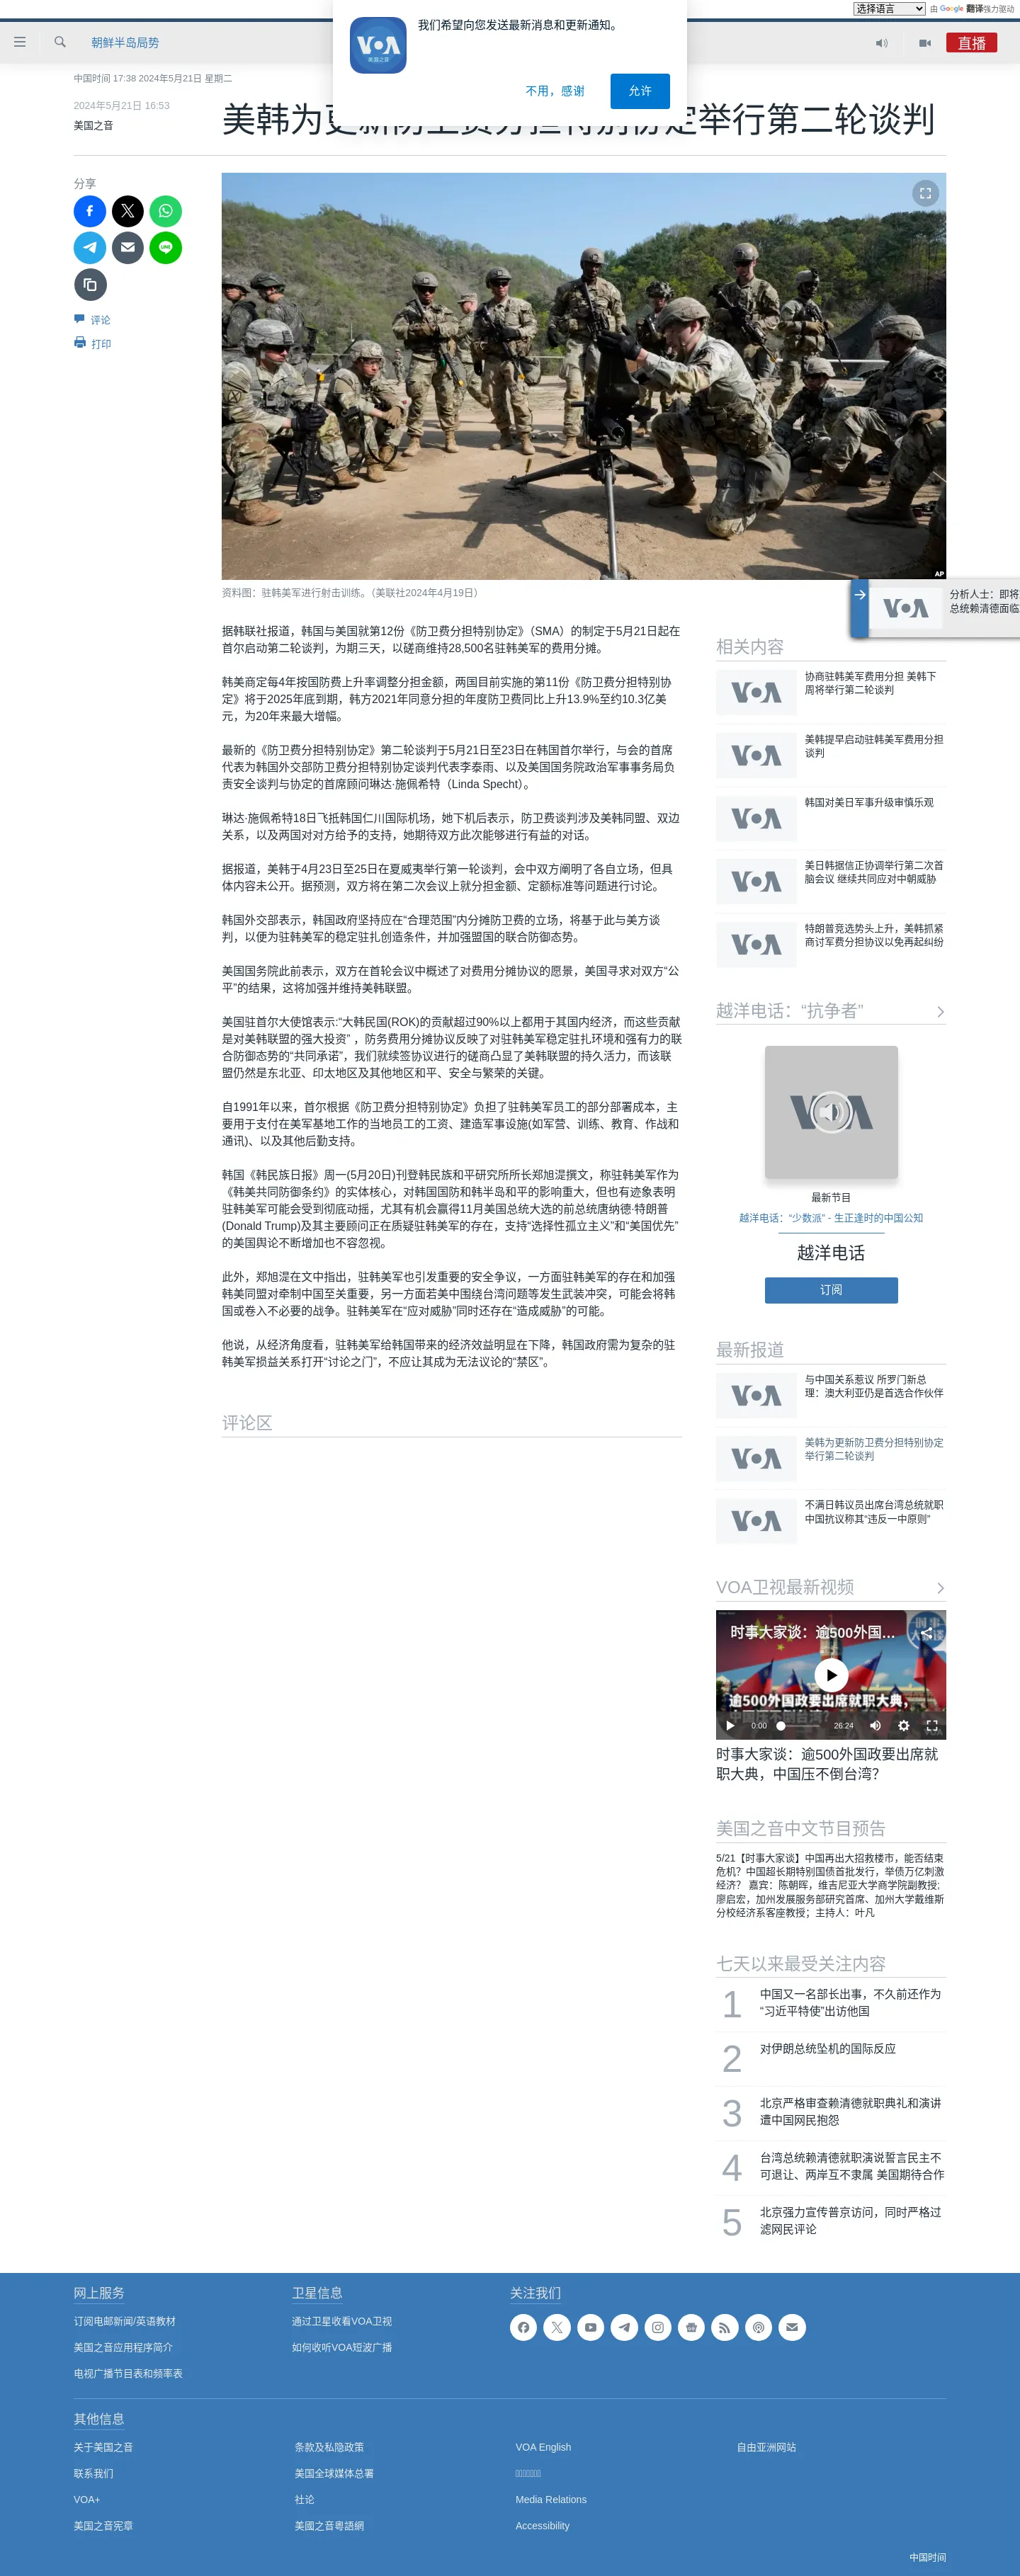 选择语言
由 Google 翻译强力驱动
朝鲜半岛局势
直播
我们希望向您发送最新消息和更新通知。
VOA
美国之音
不用，感谢
允许
中国时间 17:38 2024年5月21日 星期二
2024年5月21日 16:53
美国之音
美韩为更新防卫费分担特别协定举行第二轮谈判
分享
评论
打印
AP
资料图：驻韩美军进行射击训练。（美联社2024年4月19日）
分析人士：即将
总统赖清德面临
据韩联社报道，韩国与美国就第12份《防卫费分担特别协定》（SMA）的制定于5月21日起在
首尔启动第二轮谈判，为期三天，以磋商维持28,500名驻韩美军的费用分摊。
韩美商定每4年按国防费上升率调整分担金额，两国目前实施的第11份《防卫费分担特别协
定》将于2025年底到期，韩方2021年同意分担的年度防卫费同比上升13.9%至约10.3亿美
元，为20年来最大增幅。
最新的《防卫费分担特别协定》第二轮谈判于5月21日至23日在韩国首尔举行，与会的首席
代表为韩国外交部防卫费分担特别协定谈判代表李泰雨、以及美国国务院政治军事事务局负
责安全谈判与协定的首席顾问琳达·施佩希特（Linda Specht）。
琳达·施佩希特18日飞抵韩国仁川国际机场，她下机后表示，防卫费谈判涉及美韩同盟、双边
关系，以及两国对对方给予的支持，她期待双方此次能够进行有益的对话。
据报道，美韩于4月23日至25日在夏威夷举行第一轮谈判，会中双方阐明了各自立场，但具
体内容未公开。据预测，双方将在第二次会议上就分担金额、定额标准等问题进行讨论。
韩国外交部表示，韩国政府坚持应在“合理范围”内分摊防卫费的立场，将基于此与美方谈
判，以便为驻韩美军的稳定驻扎创造条件，并加强盟国的联合防御态势。
美国国务院此前表示，双方在首轮会议中概述了对费用分摊协议的愿景，美国寻求对双方“公
平”的结果，这将加强并维持美韩联盟。
美国驻首尔大使馆表示:“大韩民国(ROK)的贡献超过90%以上都用于其国内经济，而这些贡献
是对美韩联盟的强大投资” ，防务费用分摊协议反映了对驻韩美军稳定驻扎环境和强有力的联
合防御态势的“共同承诺”，我们就续签协议进行的磋商凸显了美韩联盟的持久活力，而该联
盟仍然是东北亚、印太地区及其他地区和平、安全与繁荣的关键。
自1991年以来，首尔根据《防卫费分担特别协定》负担了驻韩美军员工的部分部署成本，主
要用于支付在美军基地工作的当地员工的工资、建造军事设施(如军营、训练、教育、作战和
通讯)、以及其他后勤支持。
韩国《韩民族日报》周一(5月20日)刊登韩民族和平研究所所长郑旭湜撰文，称驻韩美军作为
《韩美共同防御条约》的实体核心，对韩国国防和韩半岛和平的影响重大，但也有迹象表明
驻韩美军可能会受到彻底动摇，尤其有机会赢得11月美国总统大选的前总统唐纳德·特朗普
(Donald Trump)及其主要顾问正在质疑驻韩美军的存在，支持“选择性孤立主义”和“美国优先”
的美国舆论不断增加也不容忽视。
此外，郑旭湜在文中指出，驻韩美军也引发重要的安全争议，一方面驻韩美军的存在和加强
韩美同盟对牵制中国至关重要，另一方面若美中围绕台湾问题等发生武装冲突，可能会将韩
国或卷入不必要的战争。驻韩美军在“应对威胁”同时还存在“造成威胁”的可能。
他说，从经济角度看，驻韩美军给韩国带来的经济效益明显在下降，韩国政府需为复杂的驻
韩美军损益关系打开“讨论之门”，不应让其成为无法议论的“禁区”。
评论区
相关内容
协商驻韩美军费用分担 美韩下
周将举行第二轮谈判
美韩提早启动驻韩美军费用分担
谈判
韩国对美日军事升级审慎乐观
美日韩据信正协调举行第二次首
脑会议 继续共同应对中朝威胁
特朗普竞选势头上升，美韩抓紧
商讨军费分担协议以免再起纠纷
越洋电话：“抗争者”
最新节目
越洋电话：“少数派” - 生正逢时的中国公知
越洋电话
订阅
最新报道
与中国关系惹议 所罗门新总
理：澳大利亚仍是首选合作伙伴
美韩为更新防卫费分担特别协定
举行第二轮谈判
不满日韩议员出席台湾总统就职
中国抗议称其“违反一中原则”
VOA卫视最新视频
时事大家谈：逾500外国...
逾500外国政要出席就职大典，
0:00
26:24
时事大家谈：逾500外国政要出席就
职大典，中国压不倒台湾？
美国之音中文节目预告
5/21【时事大家谈】中国再出大招救楼市，能否结束
危机？中国超长期特别国债首批发行，举债万亿刺激
经济？ 嘉宾：陈朝晖，维吉尼亚大学商学院副教授;
廖启宏，加州发展服务部研究首席、加州大学戴维斯
分校经济系客座教授；主持人：叶凡
七天以来最受关注内容
1
中国又一名部长出事，不久前还作为
“习近平特使”出访他国
2
对伊朗总统坠机的国际反应
3
北京严格审查赖清德就职典礼和演讲
遭中国网民抱怨
4
台湾总统赖清德就职演说誓言民主不
可退让、两岸互不隶属 美国期待合作
5
北京强力宣传普京访问，同时严格过
滤网民评论
网上服务
订阅电邮新闻/英语教材
美国之音应用程序简介
电视广播节目表和频率表
卫星信息
通过卫星收看VOA卫视
如何收听VOA短波广播
关注我们
其他信息
关于美国之音
联系我们
VOA+
美国之音宪章
条款及私隐政策
美国全球媒体总署
社论
美國之音粵語網
VOA English
Media Relations
Accessibility
自由亚洲网站
中国时间